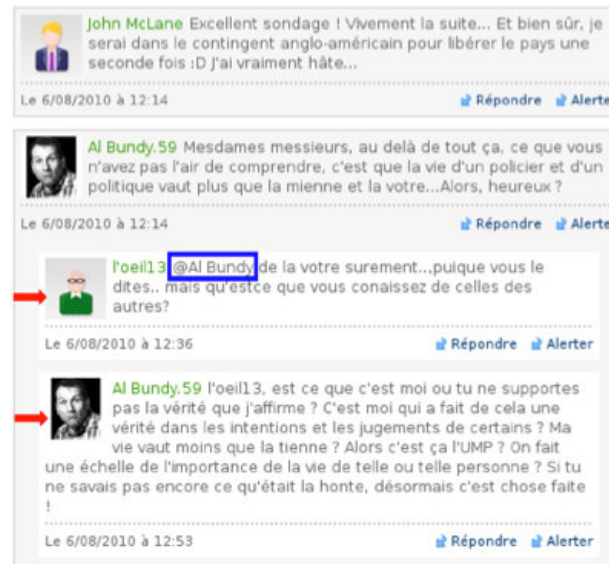 John McLane Excellent sondage ! Vivement la suite... Et bien sûr, je
serai dans le contingent anglo-américain pour libérer le pays une
seconde fois :D J'ai vraiment hâte...
Le 6/08/2010 à 12:14 Répondre Alerte
Al Bundy.59 Mesdames messieurs, au delà de tout ça, ce que vous
n'avez pas l'air de comprendre, c'est que la vie d'un policier et d'un
politique vaut plus que la mienne et la votre...Alors, heureux ?
Le 6/08/2010 à 12:14 Répondre Alerte
l'oeil13 @Al Bundy de la votre surement...,puique vous le
dites.. mais qu'estce que vous conaissez de celles des
autres?
Le 6/08/2010 à 12:36 Répondre Alerter
Al Bundy.59 l'oeil13, est ce que c'est moi ou tu ne supportes
pas la vérité que j'affirme ? C'est moi qui a fait de cela une
vérité dans les intentions et les jugements de certains ? Ma
vie vaut moins que la tienne ? Alors c'est ça l'UMP ? On fait
une échelle de l'importance de la vie de telle ou telle personne ? Si tu
ne savais pas encore ce qu'était la honte, désormais c'est chose faite
!
Le 6/08/2010 à 12:53 Répondre Alerter